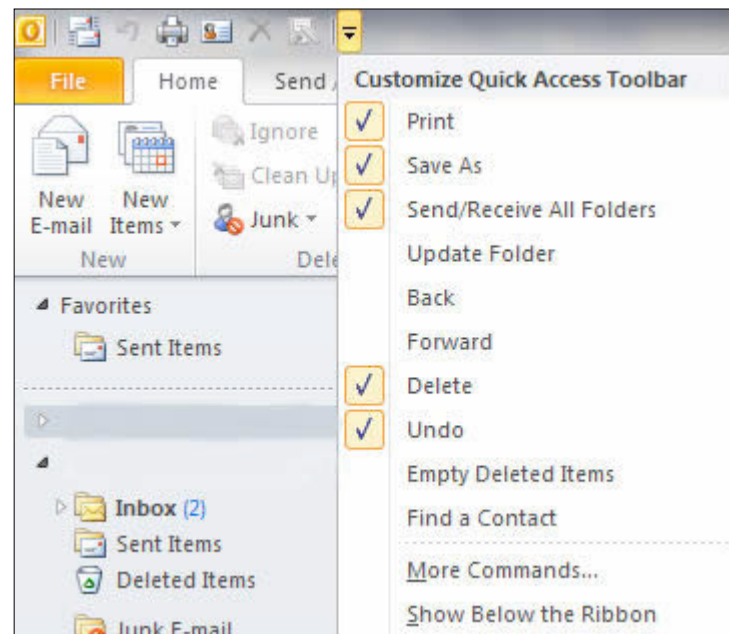 File
Home
Send /
Customize Quick Access Toolbar
Ignore
Clean Up
Junk
New E-mail
New Items
New
Dele
Print
Save As
Send/Receive All Folders
Update Folder
Back
Forward
Delete
Undo
Empty Deleted Items
Find a Contact
More Commands...
Show Below the Ribbon
Favorites
Sent Items
Inbox (2)
Sent Items
Deleted Items
Junk E-mail